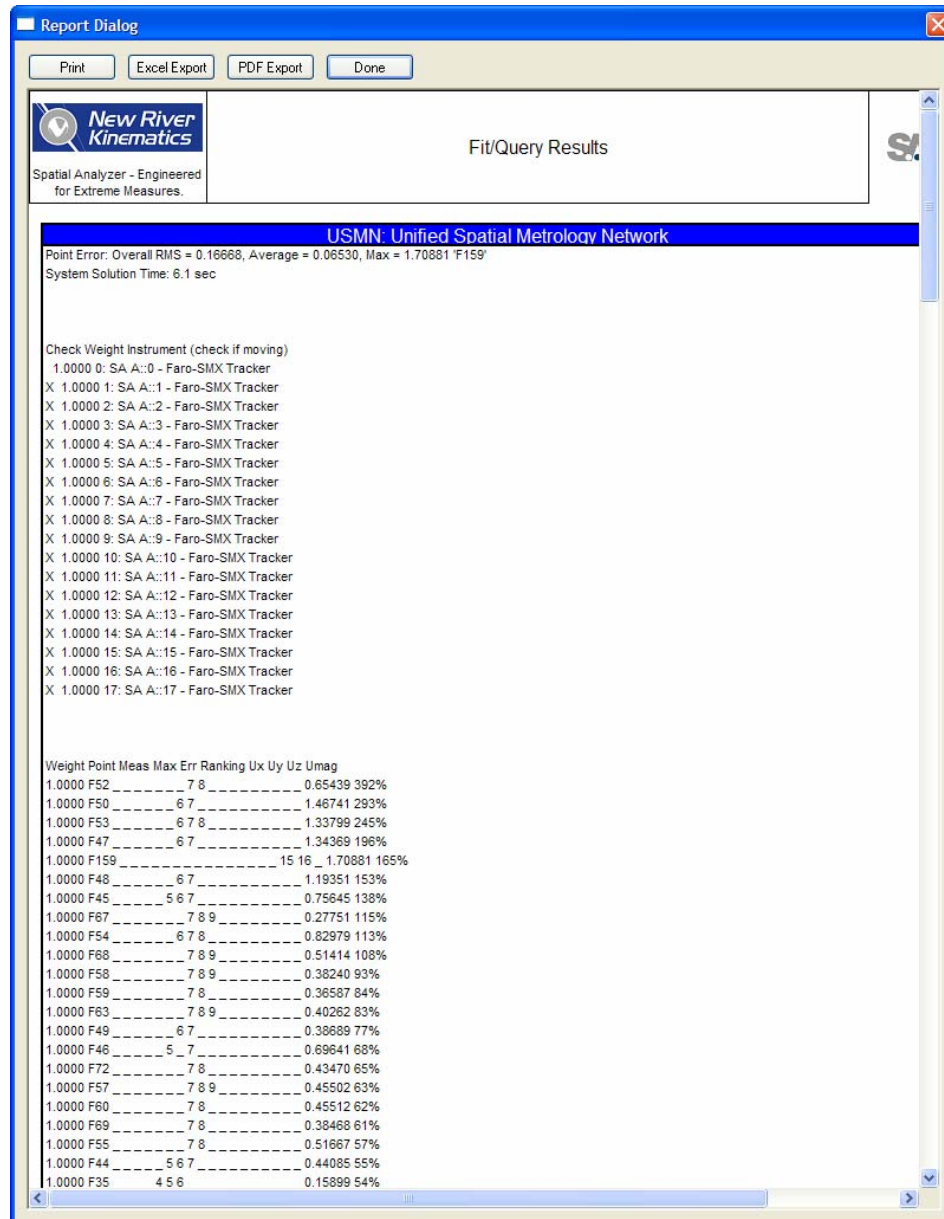 Report Dialog
Print Excel Export PDF Export Done
New River
Kinematics
Spatial Analyzer - Engineered
for Extreme Measures.
Fit/Query Results
USMN: Unified Spatial Metrology Network
Point Error: Overall RMS = 0.16668, Average = 0.06530, Max = 1.70881 'F159'
System Solution Time: 6.1 sec
Check Weight Instrument (check if moving)
1.0000 0: SA A::0 - Faro-SMX Tracker
X 1.0000 1: SA A::1 - Faro-SMX Tracker
X 1.0000 2: SA A::2 - Faro-SMX Tracker
X 1.0000 3: SA A::3 - Faro-SMX Tracker
X 1.0000 4: SA A::4 - Faro-SMX Tracker
X 1.0000 5: SA A::5 - Faro-SMX Tracker
X 1.0000 6: SA A::6 - Faro-SMX Tracker
X 1.0000 7: SA A::7 - Faro-SMX Tracker
X 1.0000 8: SA A::8 - Faro-SMX Tracker
X 1.0000 9: SA A::9 - Faro-SMX Tracker
X 1.0000 10: SA A::10 - Faro-SMX Tracker
X 1.0000 11: SA A::11 - Faro-SMX Tracker
X 1.0000 12: SA A::12 - Faro-SMX Tracker
X 1.0000 13: SA A::13 - Faro-SMX Tracker
X 1.0000 14: SA A::14 - Faro-SMX Tracker
X 1.0000 15: SA A::15 - Faro-SMX Tracker
X 1.0000 16: SA A::16 - Faro-SMX Tracker
X 1.0000 17: SA A::17 - Faro-SMX Tracker
Weight Point Meas Max Err Ranking Ux Uy Uz Umag
1.0000 F52 _ _ _ _ _ _ _ 7 8 _ _ _ _ _ _ _ _ _ 0.65439 392%
1.0000 F50 _ _ _ _ _ _ 6 7 _ _ _ _ _ _ _ _ _ _ 1.46741 293%
1.0000 F53 _ _ _ _ _ _ 6 7 8 _ _ _ _ _ _ _ _ _ 1.33799 245%
1.0000 F47 _ _ _ _ _ _ 6 7 _ _ _ _ _ _ _ _ _ _ 1.34369 196%
1.0000 F159 _ _ _ _ _ _ _ _ _ _ _ _ _ _ _ 15 16 _ 1.70881 165%
1.0000 F48 _ _ _ _ _ _ 6 7 _ _ _ _ _ _ _ _ _ _ 1.19351 153%
1.0000 F45 _ _ _ _ _ 5 6 7 _ _ _ _ _ _ _ _ _ _ 0.75645 138%
1.0000 F67 _ _ _ _ _ _ _ 7 8 9 _ _ _ _ _ _ _ _ 0.27751 115%
1.0000 F54 _ _ _ _ _ _ 6 7 8 _ _ _ _ _ _ _ _ _ 0.82979 113%
1.0000 F68 _ _ _ _ _ _ _ 7 8 9 _ _ _ _ _ _ _ _ 0.51414 108%
1.0000 F58 _ _ _ _ _ _ _ 7 8 9 _ _ _ _ _ _ _ _ 0.38240 93%
1.0000 F59 _ _ _ _ _ _ _ 7 8 _ _ _ _ _ _ _ _ _ 0.36587 84%
1.0000 F63 _ _ _ _ _ _ _ 7 8 9 _ _ _ _ _ _ _ _ 0.40262 83%
1.0000 F49 _ _ _ _ _ _ 6 7 _ _ _ _ _ _ _ _ _ _ 0.38689 77%
1.0000 F46 _ _ _ _ _ 5 _ 7 _ _ _ _ _ _ _ _ _ _ 0.69641 68%
1.0000 F72 _ _ _ _ _ _ _ 7 8 _ _ _ _ _ _ _ _ _ 0.43470 65%
1.0000 F57 _ _ _ _ _ _ _ 7 8 9 _ _ _ _ _ _ _ _ 0.45502 63%
1.0000 F60 _ _ _ _ _ _ _ 7 8 _ _ _ _ _ _ _ _ _ 0.45512 62%
1.0000 F69 _ _ _ _ _ _ _ 7 8 _ _ _ _ _ _ _ _ _ 0.38468 61%
1.0000 F55 _ _ _ _ _ _ _ 7 8 _ _ _ _ _ _ _ _ _ 0.51667 57%
1.0000 F44 _ _ _ _ _ 5 6 7 _ _ _ _ _ _ _ _ _ _ 0.44085 55%
1.0000 F35 4 5 6 0.15899 54%